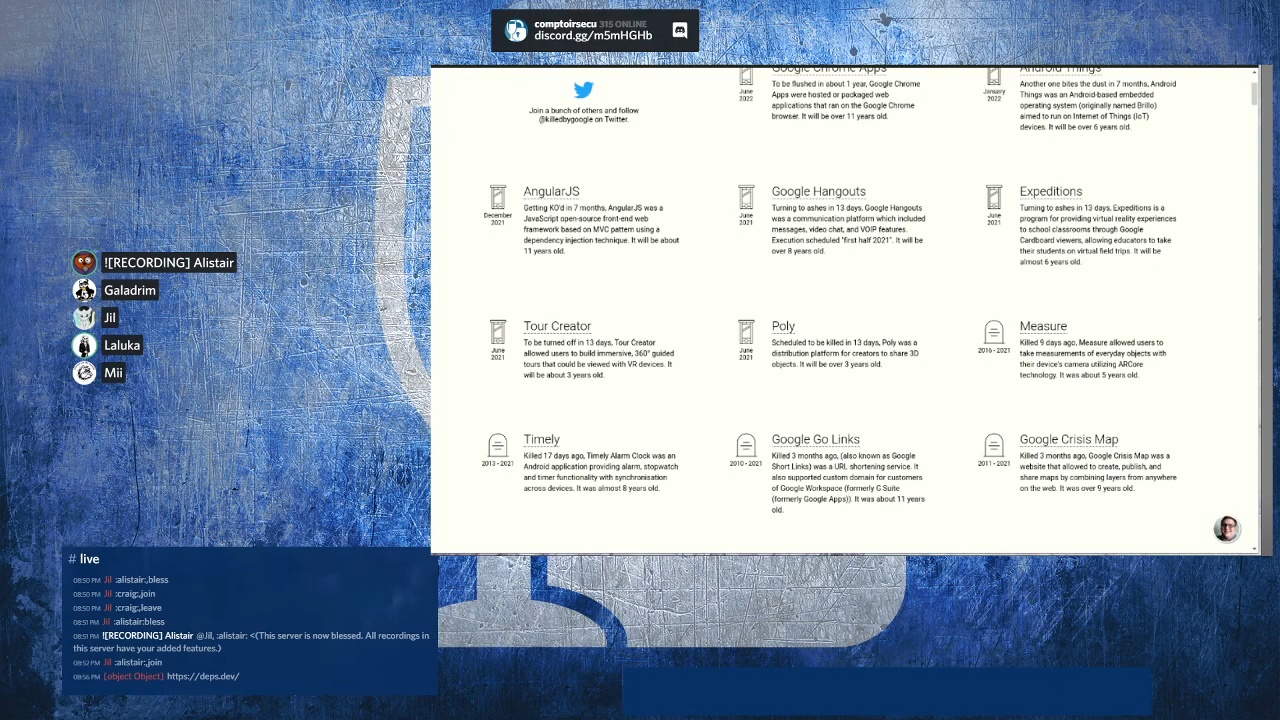 comptoirsecu 315 ONLINE
discord.gg/m5mHGHb
Join a bunch of others and follow
@killedbygoogle on Twitter.
June
2022
Google Chrome Apps
To be flushed in about 1 year, Google Chrome
Apps were hosted or packaged web
applications that ran on the Google Chrome
browser. It will be over 11 years old.
January
2022
Android Things
Another one bites the dust in 7 months, Android
Things was an Android-based embedded
operating system (originally named Brillo)
aimed to run on Internet of Things (IoT)
devices. It will be over 6 years old.
December
2021
AngularJS
Getting KO'd in 7 months, AngularJS was a
JavaScript open-source front-end web
framework based on MVC pattern using a
dependency injection technique. It will be about
11 years old.
June
2021
Google Hangouts
Turning to ashes in 13 days, Google Hangouts
was a communication platform which included
messages, video chat, and VOIP features.
Execution scheduled "first half 2021". It will be
over 8 years old.
June
2021
Expeditions
Turning to ashes in 13 days, Expeditions is a
program for providing virtual reality experiences
to school classrooms through Google
Cardboard viewers, allowing educators to take
their students on virtual field trips. It will be
almost 6 years old.
June
2021
Tour Creator
To be turned off in 13 days, Tour Creator
allowed users to build immersive, 360° guided
tours that could be viewed with VR devices. It
will be about 3 years old.
June
2021
Poly
Scheduled to be killed in 13 days, Poly was a
distribution platform for creators to share 3D
objects. It will be over 3 years old.
2016 - 2021
Measure
Killed 9 days ago, Measure allowed users to
take measurements of everyday objects with
their device's camera utilizing ARCore
technology. It was about 5 years old.
2013 - 2021
Timely
Killed 17 days ago, Timely Alarm Clock was an
Android application providing alarm, stopwatch
and timer functionality with synchronisation
across devices. It was almost 8 years old.
2010 - 2021
Google Go Links
Killed 3 months ago, (also known as Google
Short Links) was a URL shortening service. It
also supported custom domain for customers
of Google Workspace (formerly G Suite
(formerly Google Apps)). It was about 11 years
old.
2011 - 2021
Google Crisis Map
Killed 3 months ago, Google Crisis Map was a
website that allowed to create, publish, and
share maps by combining layers from anywhere
on the web. It was over 9 years old.
![RECORDING] Alistair
Galadrim
Jil
Laluka
Mii
# live
08:50 PM Jil :alistair:,bless
08:50 PM Jil :craig:,join
08:50 PM Jil :craig:,leave
08:51 PM Jil :alistair:bless
08:51 PM ![RECORDING] Alistair @Jil, :alistair: <(This server is now blessed. All recordings in
this server have your added features.)
08:52 PM Jil :alistair:,join
08:56 PM [object Object] https://deps.dev/